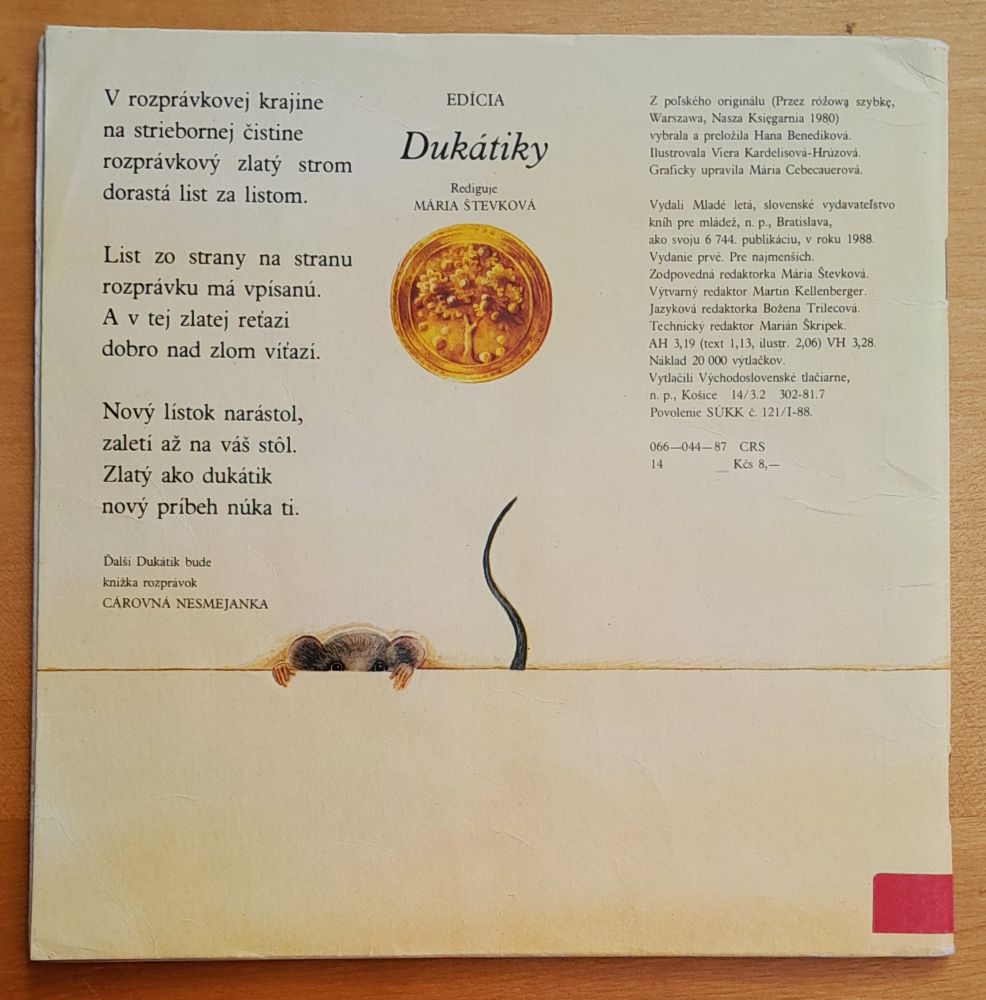 V rozprávkovej krajine
na striebornej čistine
rozprávkový zlatý strom
dorastá list za listom.
List zo strany na stranu
rozprávku má vpísanú.
A v tej zlatej reťazi
dobro nad zlom víťazí.
Nový lístok narástol,
zaletí až na váš stôl.
Zlatý ako dukátik
nový príbeh núka ti.
Ďalší Dukátik bude
knižka rozprávok
CÁROVNÁ NESMEJANKA
EDÍCIA
Dukátiky
Rediguje
MÁRIA ŠTEVKOVÁ
Z poľského originálu (Przez różową szybkę,
Warszawa, Nasza Księgarnia 1980)
vybrala a preložila Hana Benediková.
Ilustrovala Viera Kardelisová-Hrúzová.
Graficky upravila Mária Cebecauerová.
Vydali Mladé letá, slovenské vydavateľstvo
kníh pre mládež, n. p., Bratislava,
ako svoju 6 744. publikáciu, v roku 1988.
Vydanie prvé. Pre najmenších.
Zodpovedná redaktorka Mária Števková.
Výtvarný redaktor Martin Kellenberger.
Jazyková redaktorka Božena Trilecová.
Technický redaktor Marián Škripek.
AH 3,19 (text 1,13, ilustr. 2,06) VH 3,28.
Náklad 20 000 výtlačkov.
Vytlačili Východoslovenské tlačiarne,
n. p., Košice 14/3.2 302-81.7
Povolenie SÚKK č. 121/I-88.
066—044—87 CRS
14 Kčs 8,—